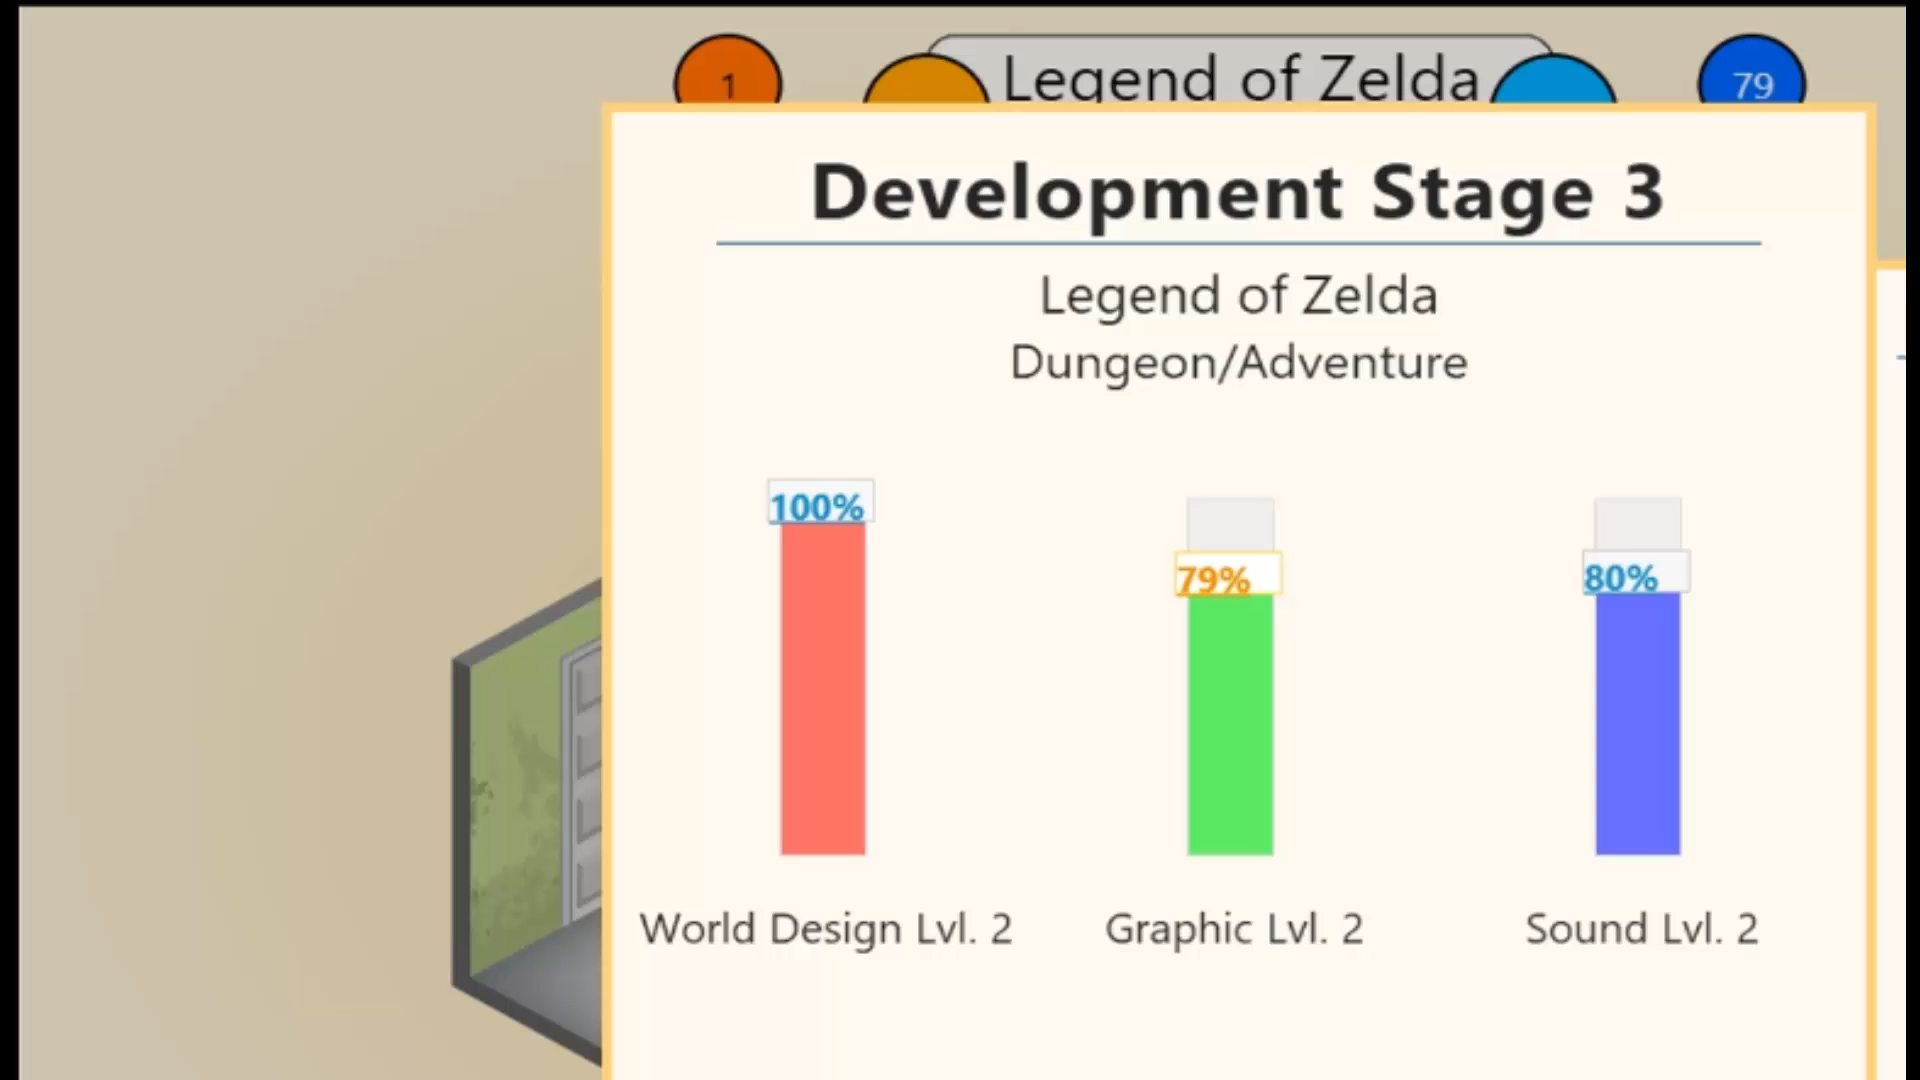 1
Legend of Zelda
79
Development Stage 3
Legend of Zelda
Dungeon/Adventure
100%
79%
80%
World Design Lvl. 2
Graphic Lvl. 2
Sound Lvl. 2